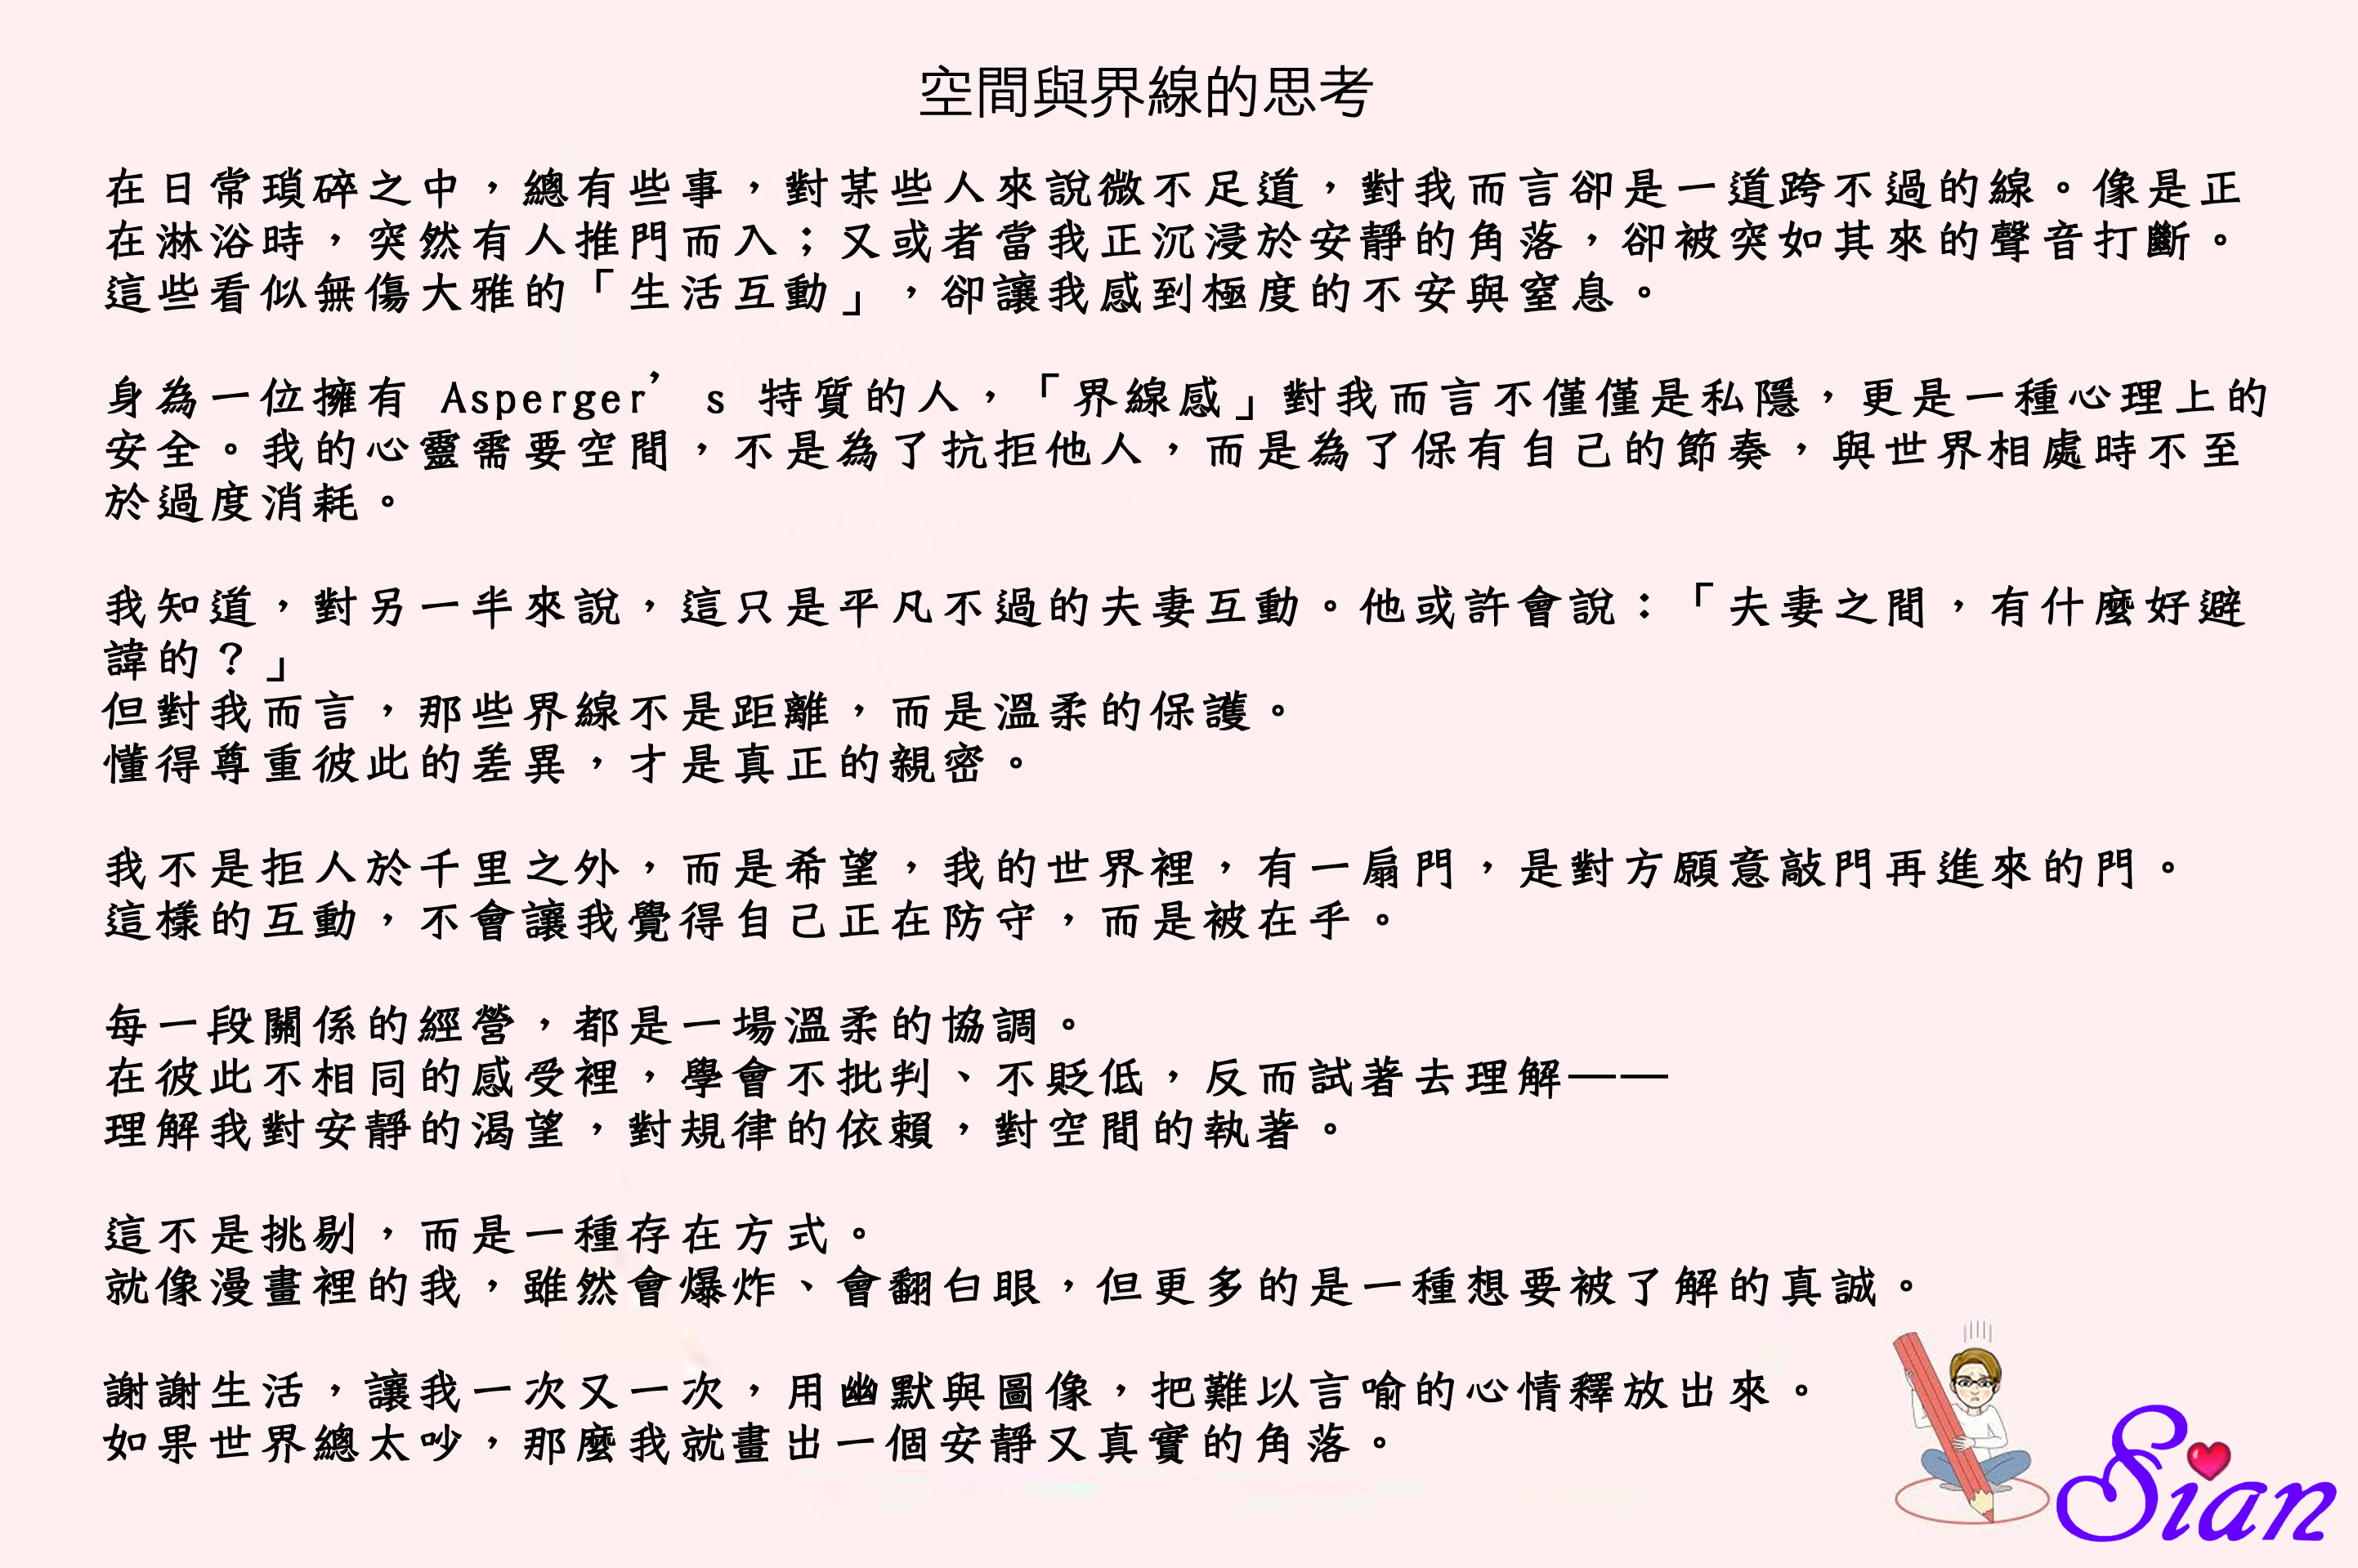 空間與界線的思考
在日常瑣碎之中，總有些事，對某些人來說微不足道，對我而言卻是一道跨不過的線。像是正
在淋浴時，突然有人推門而入；又或者當我正沉浸於安靜的角落，卻被突如其來的聲音打斷。
這些看似無傷大雅的「生活互動」，卻讓我感到極度的不安與窒息。
身為一位擁有 Asperger’s 特質的人，「界線感」對我而言不僅僅是私隱，更是一種心理上的
安全。我的心靈需要空間，不是為了抗拒他人，而是為了保有自己的節奏，與世界相處時不至
於過度消耗。
我知道，對另一半來說，這只是平凡不過的夫妻互動。他或許會說：「夫妻之間，有什麼好避
諱的？」
但對我而言，那些界線不是距離，而是溫柔的保護。
懂得尊重彼此的差異，才是真正的親密。
我不是拒人於千里之外，而是希望，我的世界裡，有一扇門，是對方願意敲門再進來的門。
這樣的互動，不會讓我覺得自己正在防守，而是被在乎。
每一段關係的經營，都是一場溫柔的協調。
在彼此不相同的感受裡，學會不批判、不貶低，反而試著去理解——
理解我對安靜的渴望，對規律的依賴，對空間的執著。
這不是挑剔，而是一種存在方式。
就像漫畫裡的我，雖然會爆炸、會翻白眼，但更多的是一種想要被了解的真誠。
謝謝生活，讓我一次又一次，用幽默與圖像，把難以言喻的心情釋放出來。
如果世界總太吵，那麼我就畫出一個安靜又真實的角落。
Sian